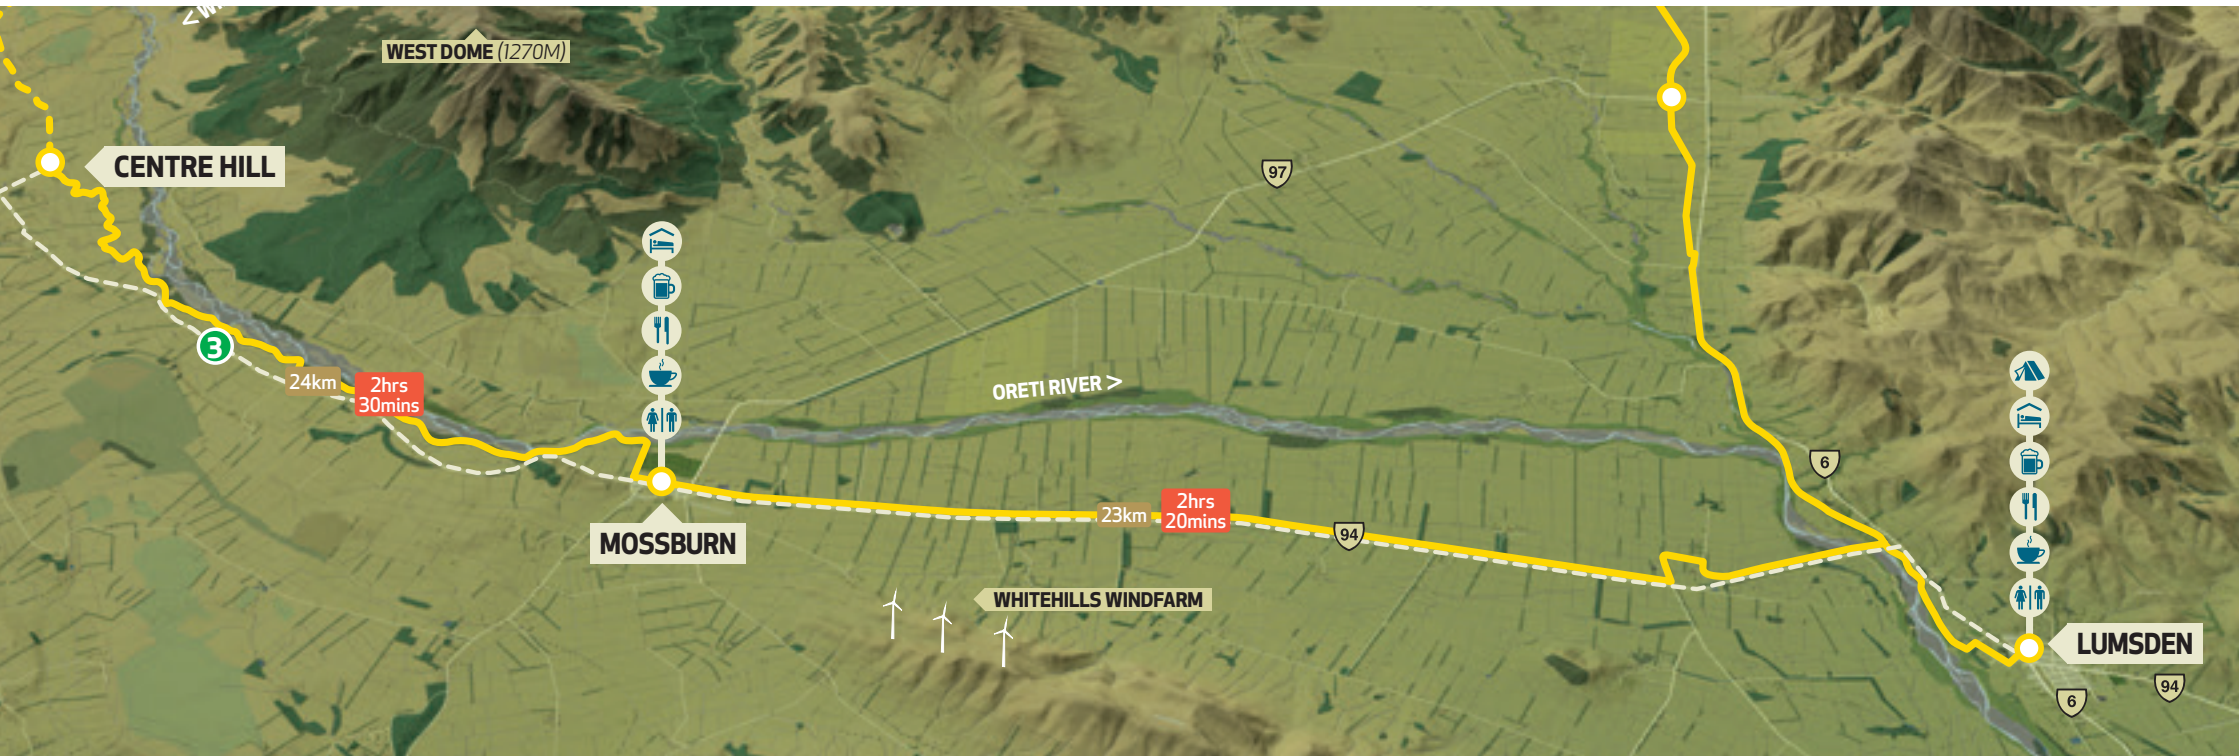 WEST DOME (1270M)
CENTRE HILL
97
3
24km
2hrs
30mins
ORETI RIVER >
6
MOSSBURN
23km
2hrs
20mins
94
WHITEHILLS WINDFARM
LUMSDEN
6
94